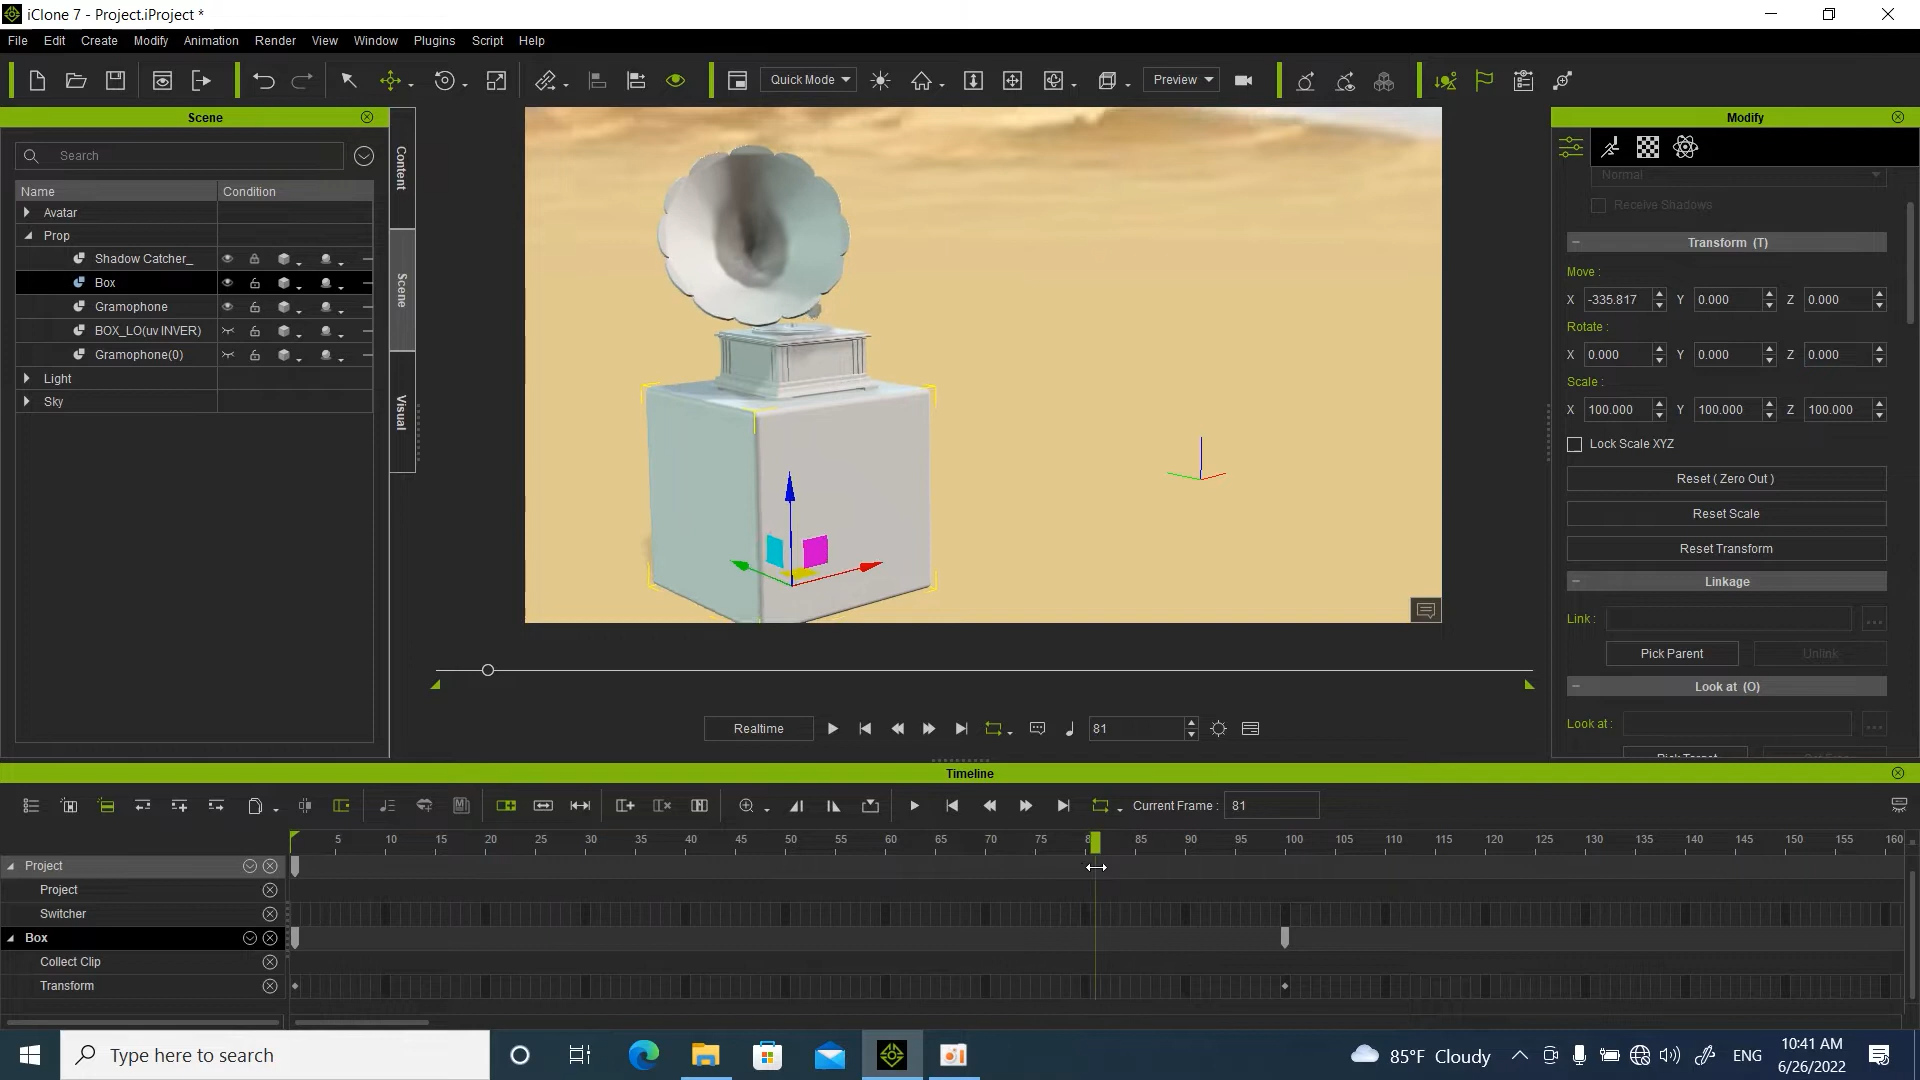 iClone 7 - Project.iProject *
File Edit Create Modify Animation Render View Window Plugins Script Help
Quick Mode Preview
Scene
Search
Name Condition
Avatar
Prop
Shadow Catcher_
Box
Gramophone
BOX_LO(uv INVER)
Gramophone(0)
Light
Sky
Content
Scene
Visual
Modify
Normal
Receive Shadows
Transform (T)
Move :
X -335.817 Y 0.000 Z 0.000
Rotate :
X 0.000 Y 0.000 Z 0.000
Scale :
X 100.000 Y 100.000 Z 100.000
Lock Scale XYZ
Reset ( Zero Out )
Reset Scale
Reset Transform
Linkage
Link : ...
Pick Parent Unlink
Look at (O)
Look at : ...
Realtime 81
Timeline
Current Frame : 81
5 10 15 20 25 30 35 40 45 50 55 60 65 70 75 8 85 90 95 100 105 110 115 120 125 130 135 140 145 150 155 160
Project
Project
Switcher
Box
Collect Clip
Transform
Type here to search
85°F Cloudy
ENG
10:41 AM
6/26/2022